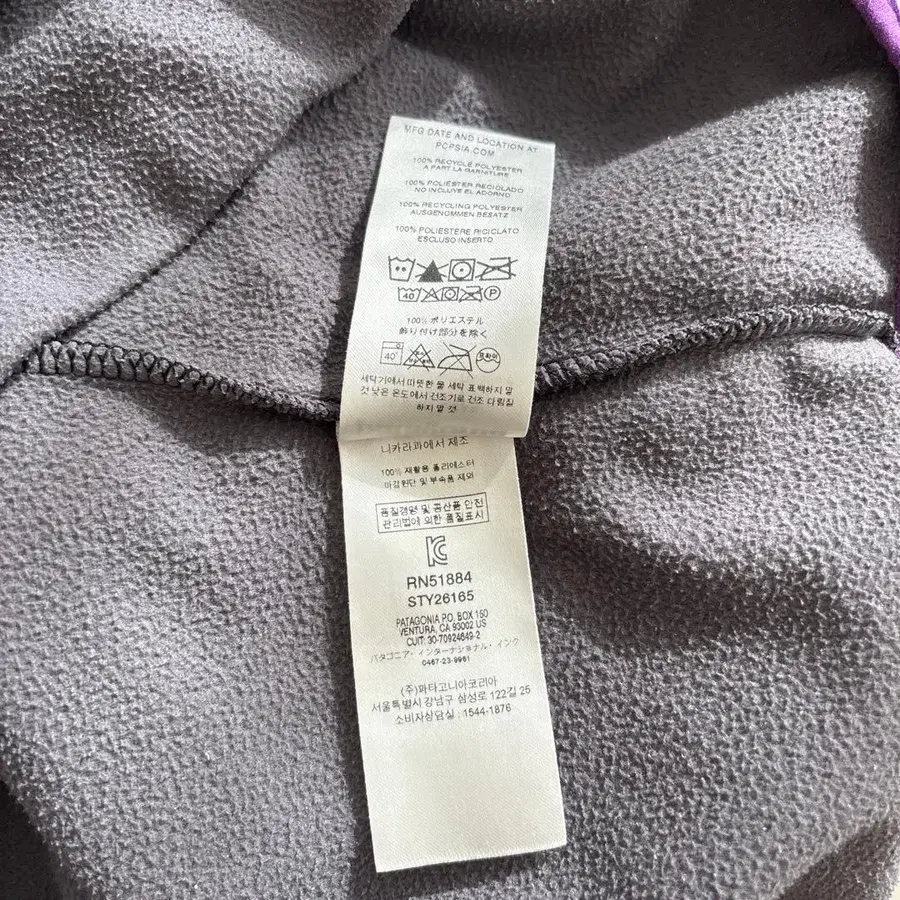 MFG DATE AND LOCATION AT
PCPSIA.COM
100% RECYCLE POLYESTER
A PART LA GARNITURE
100% POLIÉSTER RECICLADO
NO INCLUYE EL ADORNO
100% RECYCLING POLYESTER
AUSGENOMMEN BESATZ
100% POLIESTERE RICICLATO
ESCLUSO INSERTO
40 P
100% ポリエステル
飾り付け部分を除く
40°
세탁기에서 따뜻한 물 세탁 표백하지 말
것 낮은 온도에서 건조기로 건조 다림질
하지 말 것
니카라과에서 제조
100% 재활용 폴리에스터
마감원단 및 부속품 제외
품질경영 및 공산품 안전
관리법에 의한 품질표시
KC
RN51884
STY26165
PATAGONIA P.O. BOX 150
VENTURA, CA 93002 US
CUIT: 30-70924649-2
パタゴニア・インターナショナル・インク
0467-23-8961
(주)파타고니아코리아
서울특별시 강남구 삼성로 122길 25
소비자상담실 : 1544-1876